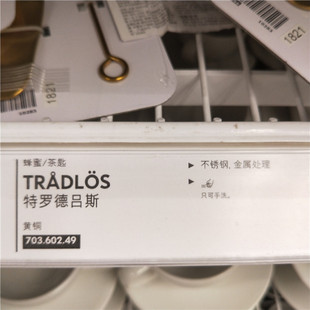 1821
1821
蜂蜜/茶匙
TRÅDLÖS
特罗德吕斯
黄铜
703.602.49
不锈钢, 金属处理
只可手洗。